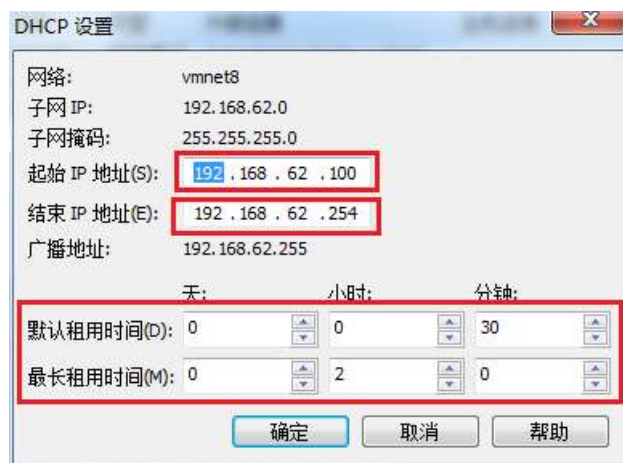 DHCP 设置
网络: vmnet8
子网 IP: 192.168.62.0
子网掩码: 255.255.255.0
起始 IP 地址(S): 192 . 168 . 62 . 100
结束 IP 地址(E): 192 . 168 . 62 . 254
广播地址: 192.168.62.255
天: 小时: 分钟:
默认租用时间(D): 0 0 30
最长租用时间(M): 0 2 0
确定 取消 帮助